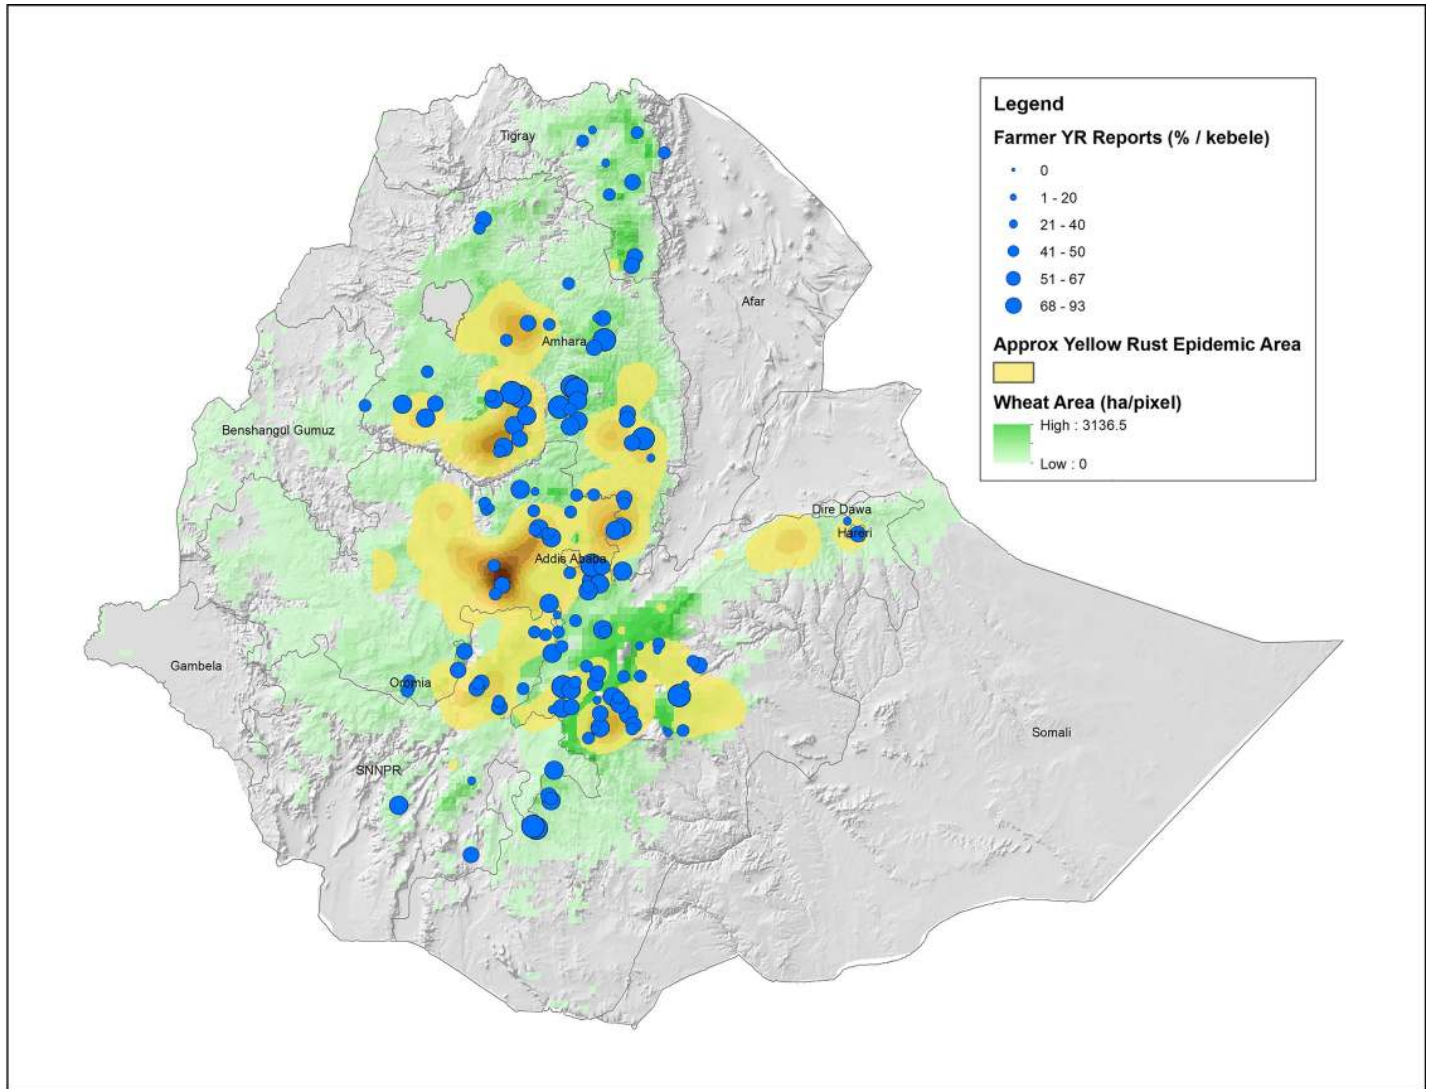 Legend
Farmer YR Reports (% / kebele)
0
1 - 20
21 - 40
41 - 50
51 - 67
68 - 93
Approx Yellow Rust Epidemic Area
Wheat Area (ha/pixel)
High : 3136.5
Low : 0
Tigray
Afar
Amhara
Benshangul Gumuz
Dire Dawa
Hareri
Addis Ababa
Gambela
Oromia
Somali
SNNPR